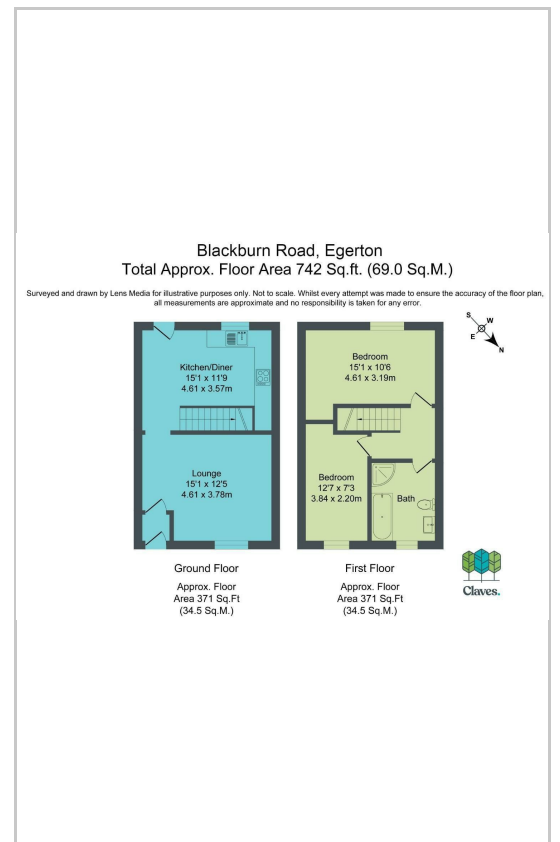 Blackburn Road, Egerton
Total Approx. Floor Area 742 Sq.ft. (69.0 Sq.M.)
Surveyed and drawn by Lens Media for illustrative purposes only. Not to scale. Whilst every attempt was made to ensure the accuracy of the floor plan,
all measurements are approximate and no responsibility is taken for any error.
S
W
E
N
Kitchen/Diner
15'1 x 11'9
4.61 x 3.57m
Lounge
15'1 x 12'5
4.61 x 3.78m
Bedroom
15'1 x 10'6
4.61 x 3.19m
Bedroom
12'7 x 7'3
3.84 x 2.20m
Bath
Ground Floor
Approx. Floor
Area 371 Sq.Ft
(34.5 Sq.M.)
First Floor
Approx. Floor
Area 371 Sq.Ft
(34.5 Sq.M.)
Claves.